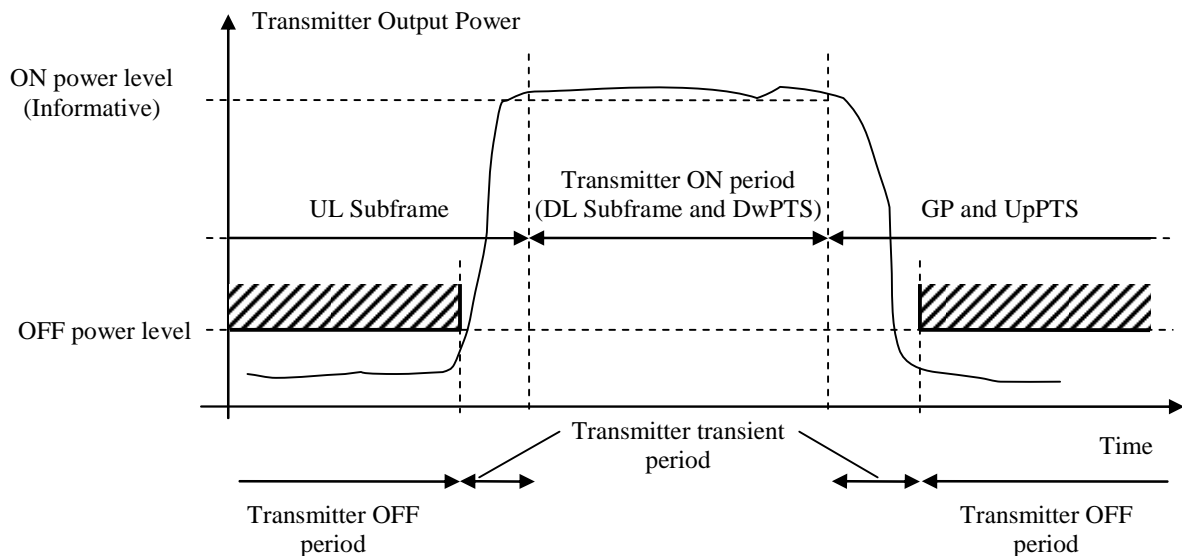 Transmitter Output Power
ON power level
(Informative)
Transmitter ON period
UL Subframe
(DL Subframe and DwPTS)
GP and UpPTS
OFF power level
Transmitter transient
period
Time
Transmitter OFF
period
Transmitter OFF
period